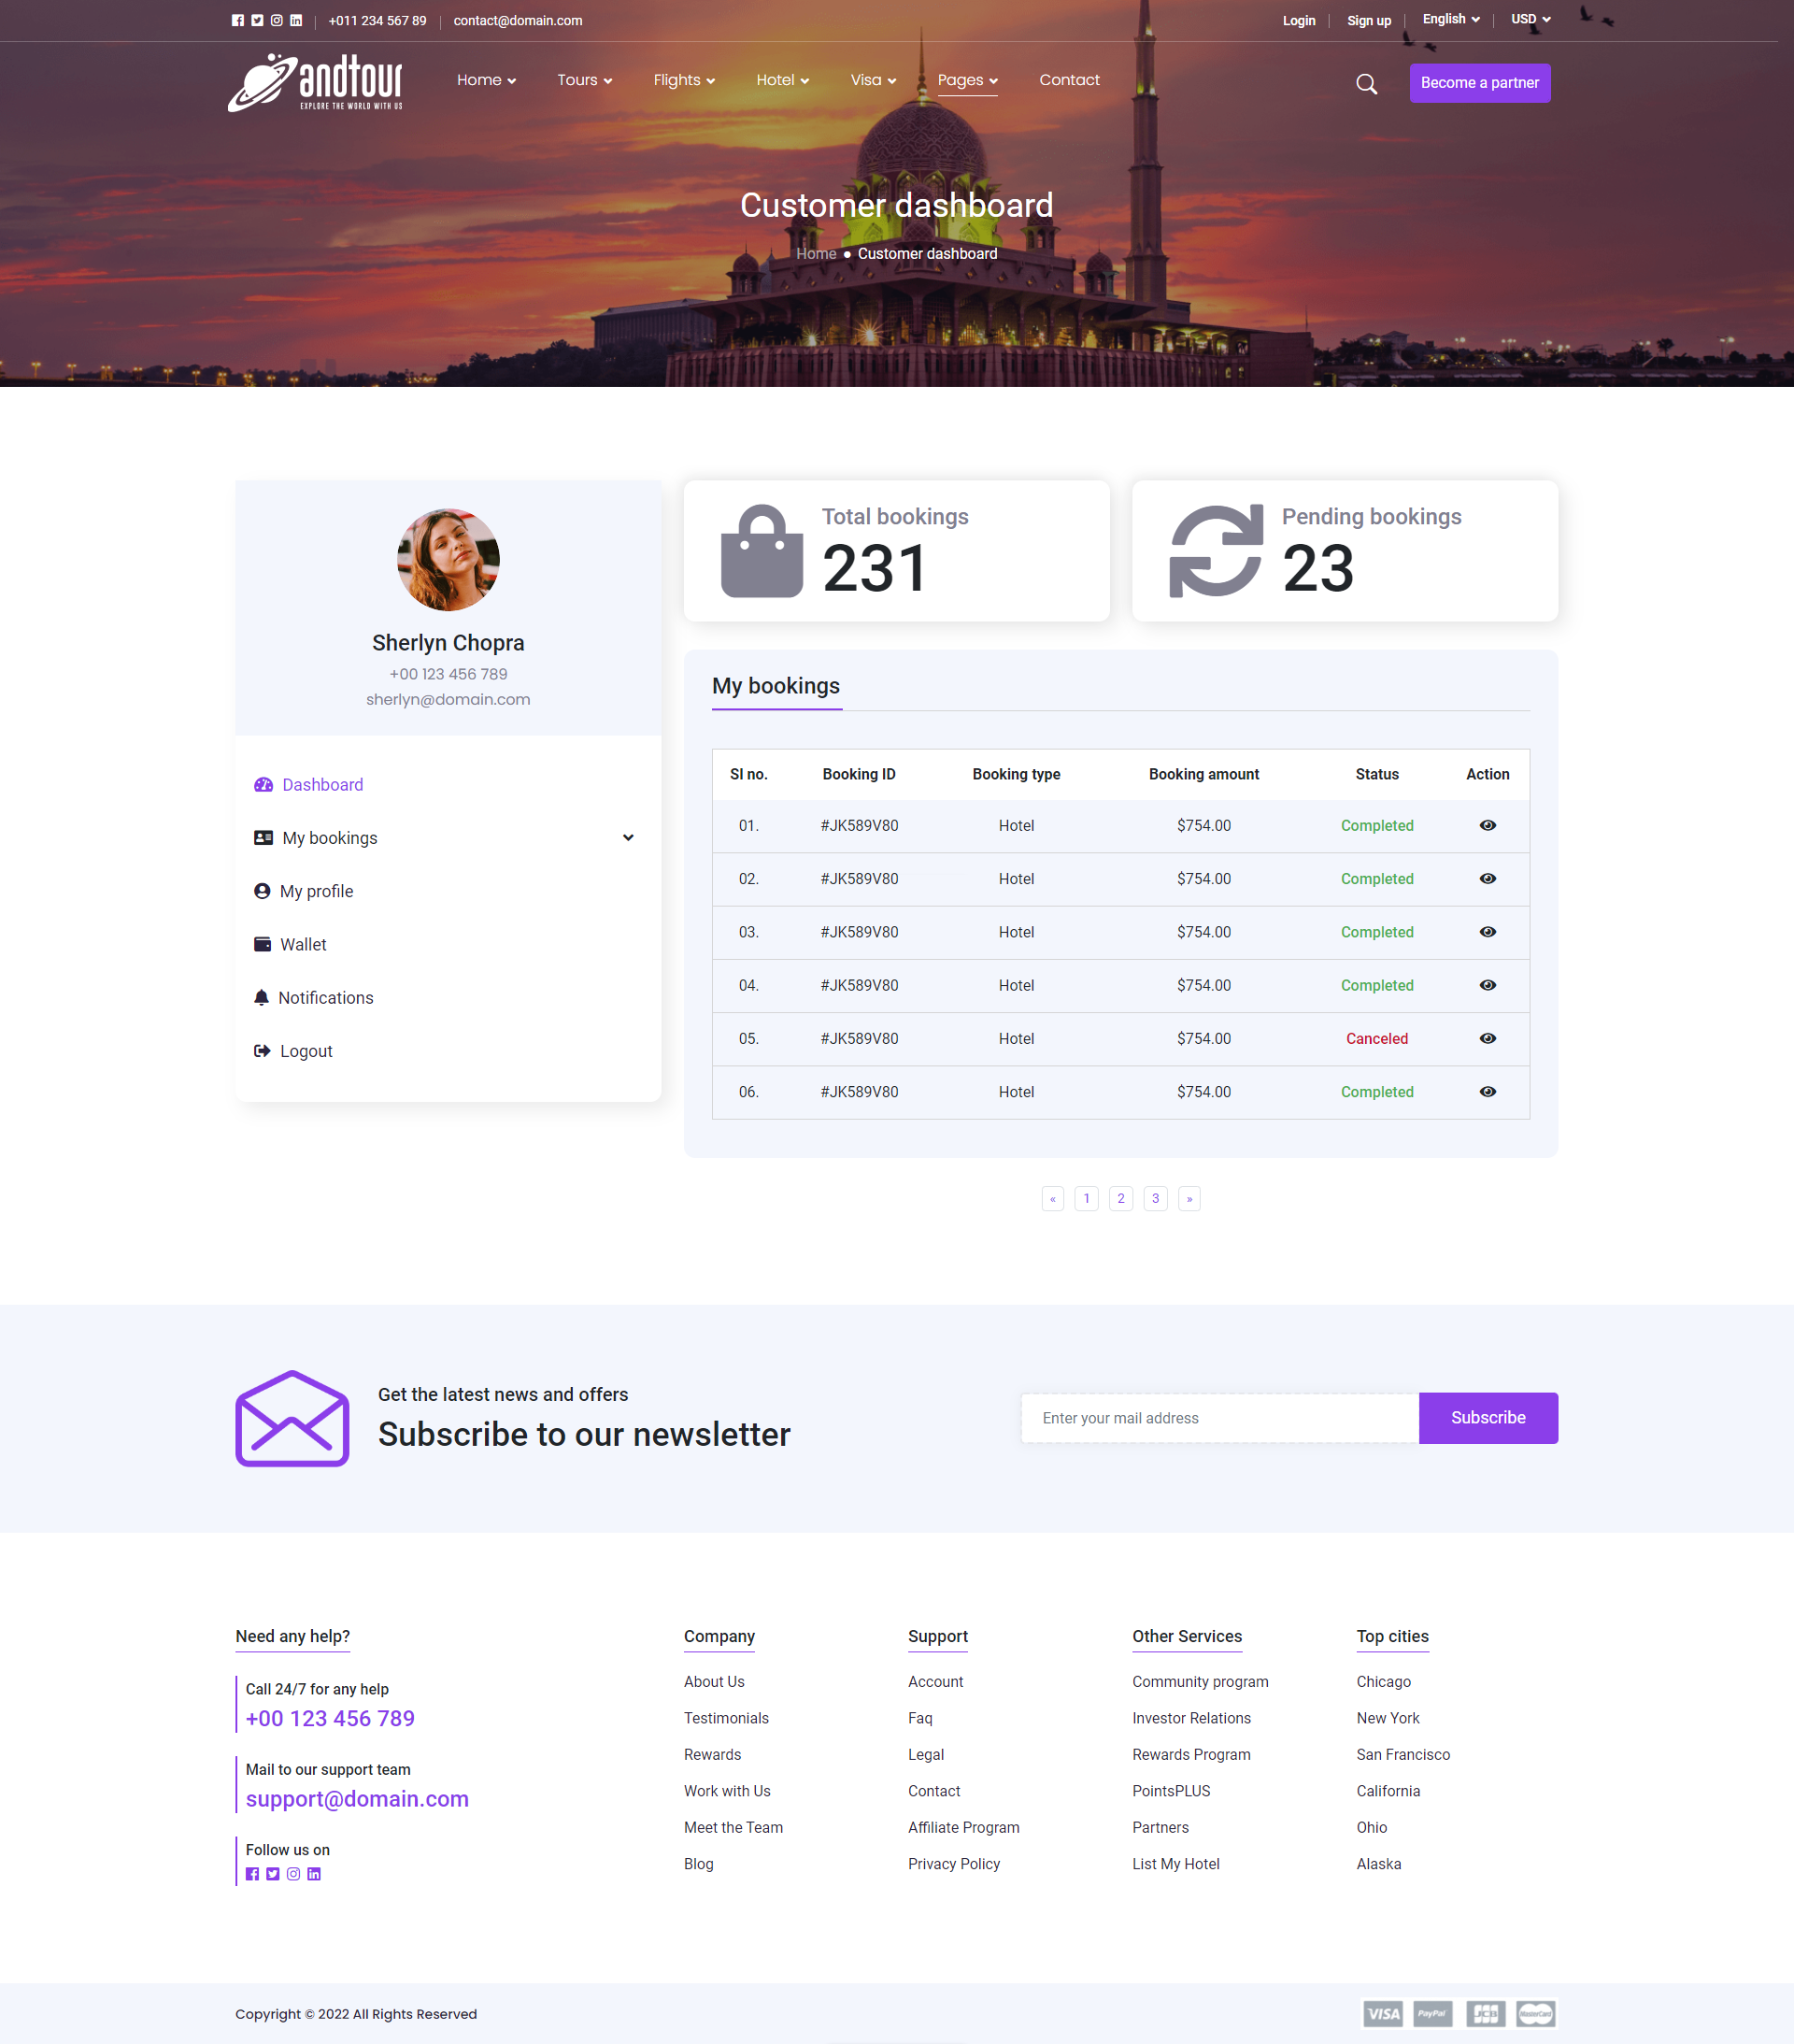 +011 234 567 89 contact@domain.com Login Sign up English USD
andtour
EXPLORE THE WORLD WITH US
Home Tours Flights Hotel Visa Pages Contact Become a partner
Customer dashboard
Home • Customer dashboard
Sherlyn Chopra
+00 123 456 789
sherlyn@domain.com
Dashboard
My bookings
My profile
Wallet
Notifications
Logout
Total bookings
231
Pending bookings
23
My bookings
Sl no. Booking ID Booking type Booking amount Status Action
01. #JK589V80 Hotel $754.00 Completed
02. #JK589V80 Hotel $754.00 Completed
03. #JK589V80 Hotel $754.00 Completed
04. #JK589V80 Hotel $754.00 Completed
05. #JK589V80 Hotel $754.00 Canceled
06. #JK589V80 Hotel $754.00 Completed
« 1 2 3 »
Get the latest news and offers
Subscribe to our newsletter
Enter your mail address Subscribe
Need any help?
Call 24/7 for any help
+00 123 456 789
Mail to our support team
support@domain.com
Follow us on
Company
About Us
Testimonials
Rewards
Work with Us
Meet the Team
Blog
Support
Account
Faq
Legal
Contact
Affiliate Program
Privacy Policy
Other Services
Community program
Investor Relations
Rewards Program
PointsPLUS
Partners
List My Hotel
Top cities
Chicago
New York
San Francisco
California
Ohio
Alaska
Copyright © 2022 All Rights Reserved VISA PayPal JCB MasterCard